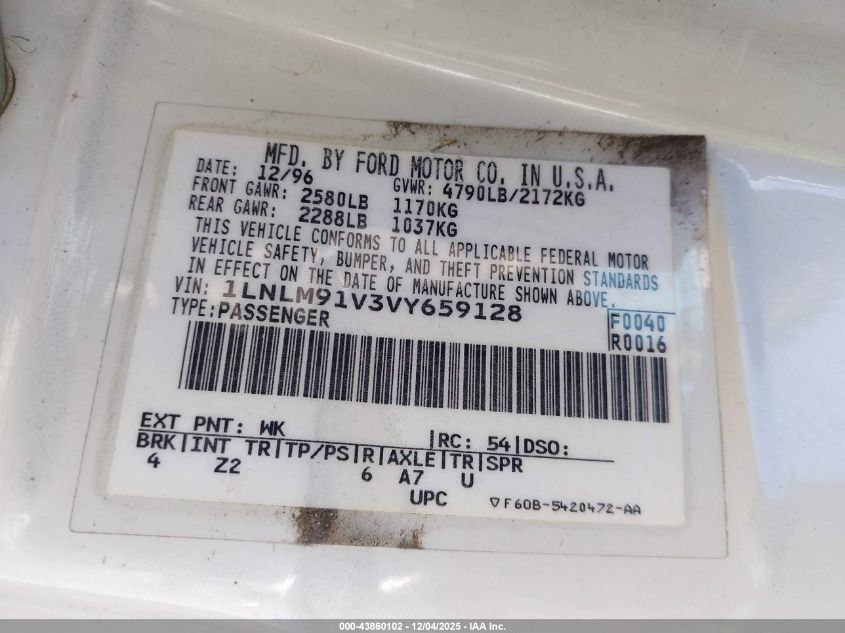 MFD. BY FORD MOTOR CO. IN U.S.A.
DATE: 12/96 GVWR: 4790LB/2172KG
FRONT GAWR: 2580LB 1170KG
REAR GAWR: 2288LB 1037KG
THIS VEHICLE CONFORMS TO ALL APPLICABLE FEDERAL MOTOR
VEHICLE SAFETY, BUMPER, AND THEFT PREVENTION STANDARDS
IN EFFECT ON THE DATE OF MANUFACTURE SHOWN ABOVE.
VIN: 1LNLM91V3VY659128
TYPE: PASSENGER
F0040
R0016
EXT PNT: WK |RC: 54|DSO:
BRK|INT TR|TP/PS|R|AXLE|TR|SPR
4 Z2 6 A7 U
UPC ▽F60B-5420472-AA
000-43860102 - 12/04/2025 - IAA Inc.